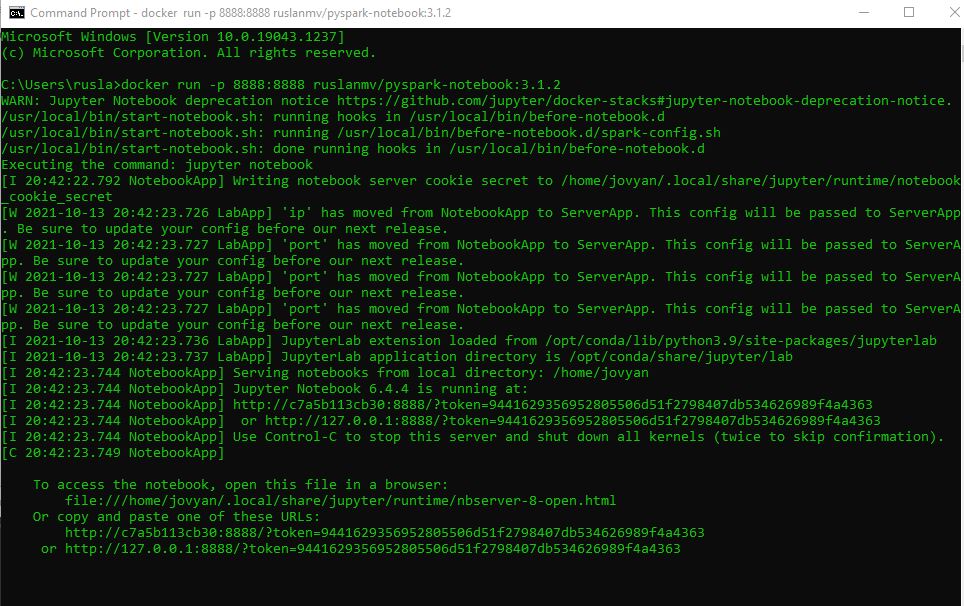 Command Prompt - docker run -p 8888:8888 ruslanmv/pyspark-notebook:3.1.2
Microsoft Windows [Version 10.0.19043.1237]
(c) Microsoft Corporation. All rights reserved.
C:\Users\rusla>docker run -p 8888:8888 ruslanmv/pyspark-notebook:3.1.2
WARN: Jupyter Notebook deprecation notice https://github.com/jupyter/docker-stacks#jupyter-notebook-deprecation-notice.
/usr/local/bin/start-notebook.sh: running hooks in /usr/local/bin/before-notebook.d
/usr/local/bin/start-notebook.sh: running /usr/local/bin/before-notebook.d/spark-config.sh
/usr/local/bin/start-notebook.sh: done running hooks in /usr/local/bin/before-notebook.d
Executing the command: jupyter notebook
[I 20:42:22.792 NotebookApp] Writing notebook server cookie secret to /home/jovyan/.local/share/jupyter/runtime/notebook
_cookie_secret
[W 2021-10-13 20:42:23.726 LabApp] 'ip' has moved from NotebookApp to ServerApp. This config will be passed to ServerApp
. Be sure to update your config before our next release.
[W 2021-10-13 20:42:23.727 LabApp] 'port' has moved from NotebookApp to ServerApp. This config will be passed to ServerA
pp. Be sure to update your config before our next release.
[W 2021-10-13 20:42:23.727 LabApp] 'port' has moved from NotebookApp to ServerApp. This config will be passed to ServerA
pp. Be sure to update your config before our next release.
[W 2021-10-13 20:42:23.727 LabApp] 'port' has moved from NotebookApp to ServerApp. This config will be passed to ServerA
pp. Be sure to update your config before our next release.
[I 2021-10-13 20:42:23.736 LabApp] JupyterLab extension loaded from /opt/conda/lib/python3.9/site-packages/jupyterlab
[I 2021-10-13 20:42:23.737 LabApp] JupyterLab application directory is /opt/conda/share/jupyter/lab
[I 20:42:23.744 NotebookApp] Serving notebooks from local directory: /home/jovyan
[I 20:42:23.744 NotebookApp] Jupyter Notebook 6.4.4 is running at:
[I 20:42:23.744 NotebookApp] http://c7a5b113cb30:8888/?token=9441629356952805506d51f2798407db534626989f4a4363
[I 20:42:23.744 NotebookApp]  or http://127.0.0.1:8888/?token=9441629356952805506d51f2798407db534626989f4a4363
[I 20:42:23.744 NotebookApp] Use Control-C to stop this server and shut down all kernels (twice to skip confirmation).
[C 20:42:23.749 NotebookApp]
To access the notebook, open this file in a browser:
file:///home/jovyan/.local/share/jupyter/runtime/nbserver-8-open.html
Or copy and paste one of these URLs:
http://c7a5b113cb30:8888/?token=9441629356952805506d51f2798407db534626989f4a4363
or http://127.0.0.1:8888/?token=9441629356952805506d51f2798407db534626989f4a4363